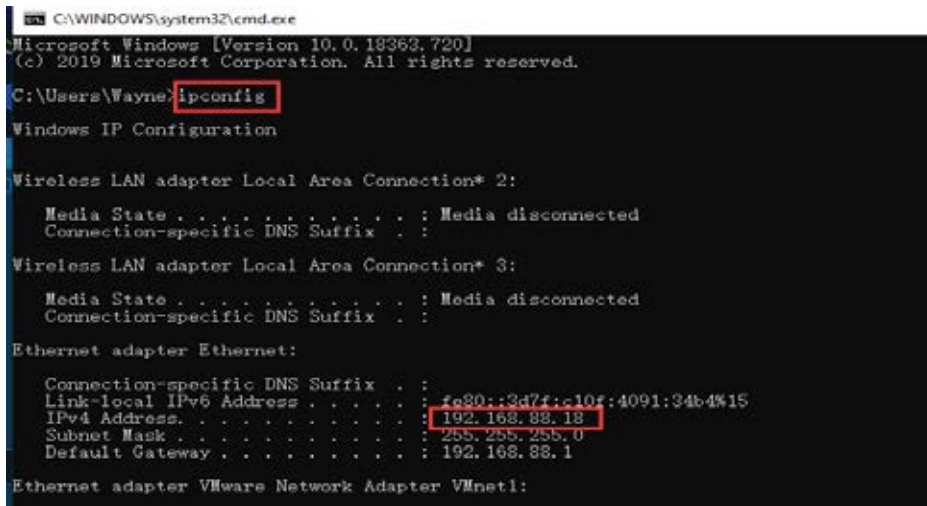 C:\WINDOWS\system32\cmd.exe
Microsoft Windows [Version 10.0.18363.720]
(c) 2019 Microsoft Corporation. All rights reserved.
C:\Users\Wayne>ipconfig
Windows IP Configuration
Wireless LAN adapter Local Area Connection* 2:
Media State . . . . . . . . . . . : Media disconnected
Connection-specific DNS Suffix . :
Wireless LAN adapter Local Area Connection* 3:
Media State . . . . . . . . . . . : Media disconnected
Connection-specific DNS Suffix . :
Ethernet adapter Ethernet:
Connection-specific DNS Suffix . :
Link-local IPv6 Address . . . . . : fe80::3d7f:c10f:4091:34b4%15
IPv4 Address. . . . . . . . . . . : 192.168.88.18
Subnet Mask . . . . . . . . . . . : 255.255.255.0
Default Gateway . . . . . . . . . : 192.168.88.1
Ethernet adapter VMware Network Adapter VMnet1: